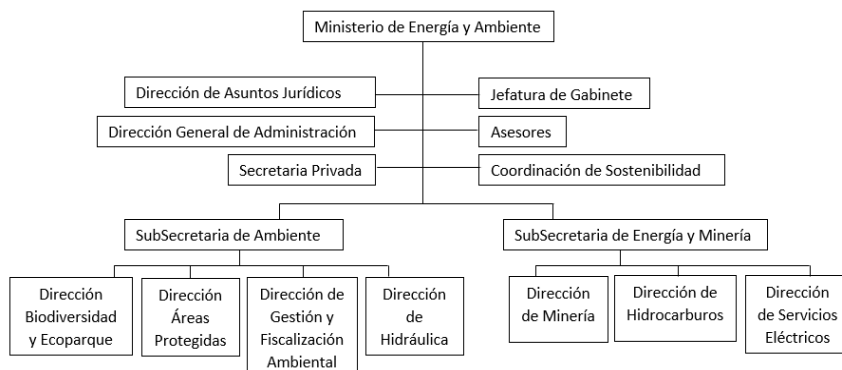 Ministerio de Energía y Ambiente
Dirección de Asuntos Jurídicos
Jefatura de Gabinete
Dirección General de Administración
Asesores
Secretaria Privada
Coordinación de Sostenibilidad
SubSecretaria de Ambiente
SubSecretaria de Energía y Minería
Dirección
Biodiversidad
y Ecoparque
Dirección
Áreas
Protegidas
Dirección de
Gestión y
Fiscalización
Ambiental
Dirección
de
Hidráulica
Dirección
de Minería
Dirección de
Hidrocarburos
Dirección
de Servicios
Eléctricos